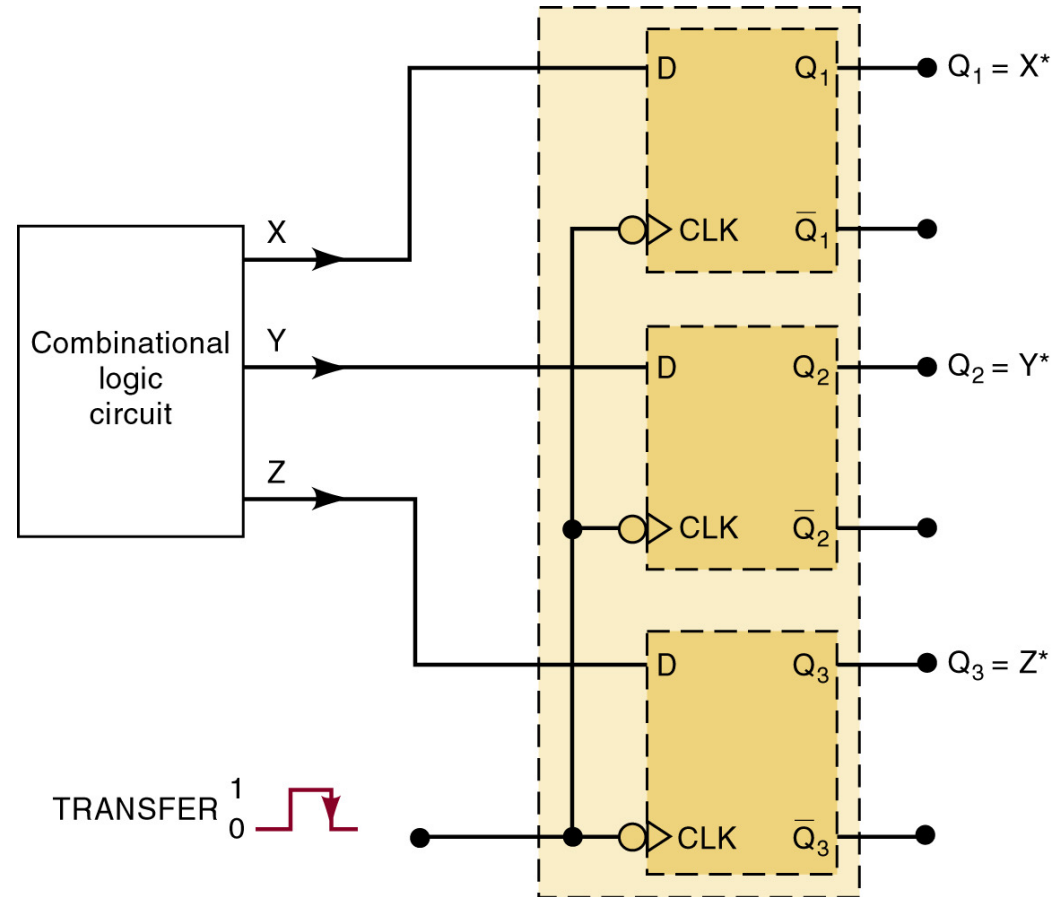 D Q₁ Q₁ = X*
X
CLK Q̅₁
Combinational
logic
circuit
Y
D Q₂ Q₂ = Y*
Z
CLK Q̅₂
D Q₃ Q₃ = Z*
TRANSFER 1
0
CLK Q̅₃